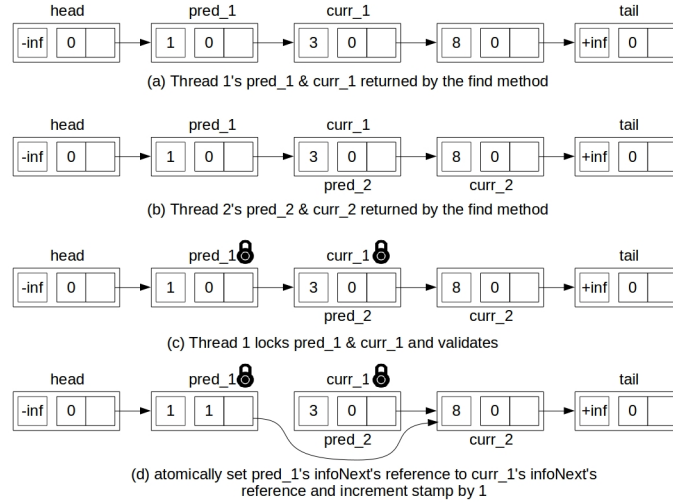 head pred_1 curr_1 tail
-inf 0 1 0 3 0 8 0 +inf 0
(a) Thread 1's pred_1 & curr_1 returned by the find method
head pred_1 curr_1 tail
-inf 0 1 0 3 0 8 0 +inf 0
pred_2 curr_2
(b) Thread 2's pred_2 & curr_2 returned by the find method
head pred_1 curr_1 tail
-inf 0 1 0 3 0 8 0 +inf 0
pred_2 curr_2
(c) Thread 1 locks pred_1 & curr_1 and validates
head pred_1 curr_1 tail
-inf 0 1 1 3 0 8 0 +inf 0
pred_2 curr_2
(d) atomically set pred_1's infoNext's reference to curr_1's infoNext's
reference and increment stamp by 1